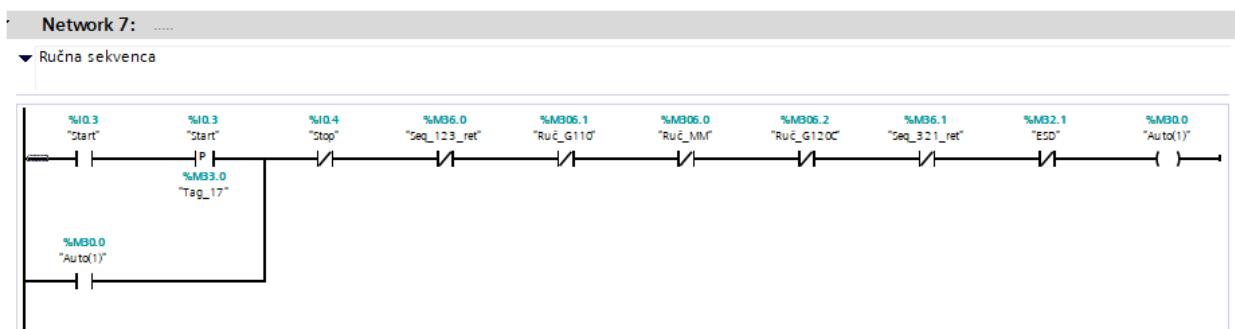 Network 7: .....
Ručna sekvenca
%I0.3 %I0.3 %I0.4 %M36.0 %M306.1 %M306.0 %M306.2 %M36.1 %M32.1 %M30.0
"Start" "Start" "Stop" "Seq_123_ret" "Ruč_G110" "Ruč_MM" "Ruč_G120C" "Seq_321_ret" "ESD" "Auto(1)"
P
%M33.0
"Tag_17"
%M30.0
"Auto(1)"